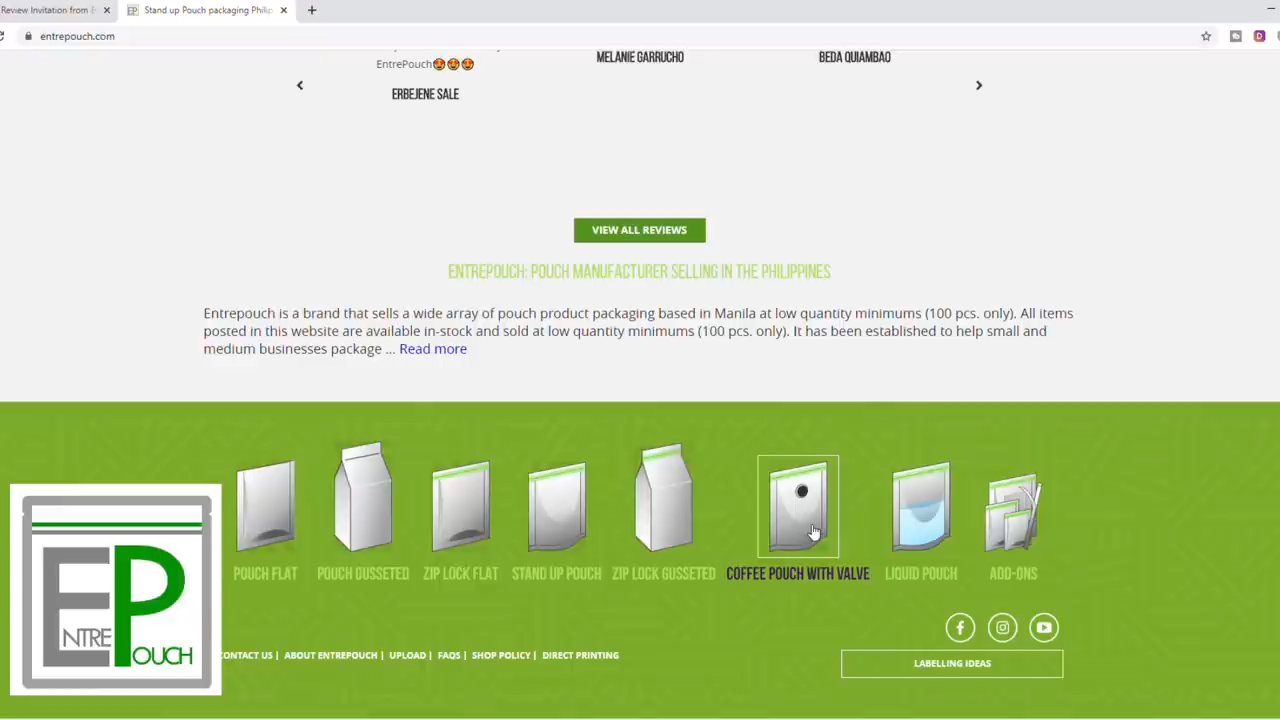 Review Invitation from E
Stand up Pouch packaging Philip
entrepouch.com
EntrePouch😍😍😍
ERBEJENE SALE
MELANIE GARRUCHO
BEDA QUIAMBAO
VIEW ALL REVIEWS
ENTREPOUCH: POUCH MANUFACTURER SELLING IN THE PHILIPPINES
Entrepouch is a brand that sells a wide array of pouch product packaging based in Manila at low quantity minimums (100 pcs. only). All items
posted in this website are available in-stock and sold at low quantity minimums (100 pcs. only). It has been established to help small and
medium businesses package ... Read more
POUCH FLAT
POUCH GUSSETED
ZIP LOCK FLAT
STAND UP POUCH
ZIP LOCK GUSSETED
COFFEE POUCH WITH VALVE
LIQUID POUCH
ADD-ONS
ENTRE POUCH
ONTACT US | ABOUT ENTREPOUCH | UPLOAD | FAQS | SHOP POLICY | DIRECT PRINTING
LABELLING IDEAS